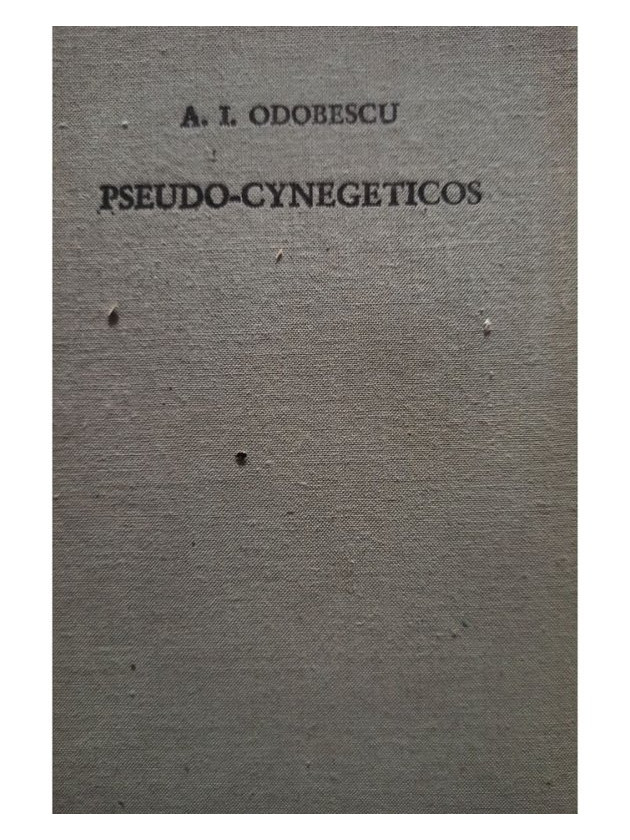 A. I. ODOBESCU
PSEUDO-CYNEGETICOS